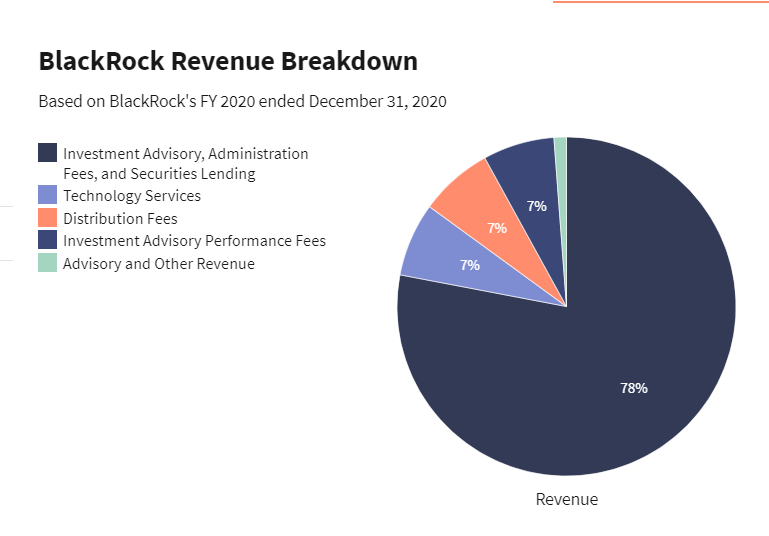 BlackRock Revenue Breakdown
Based on BlackRock's FY 2020 ended December 31, 2020
Investment Advisory, Administration
Fees, and Securities Lending
Technology Services
Distribution Fees
Investment Advisory Performance Fees
Advisory and Other Revenue
7%
7%
7%
78%
Revenue